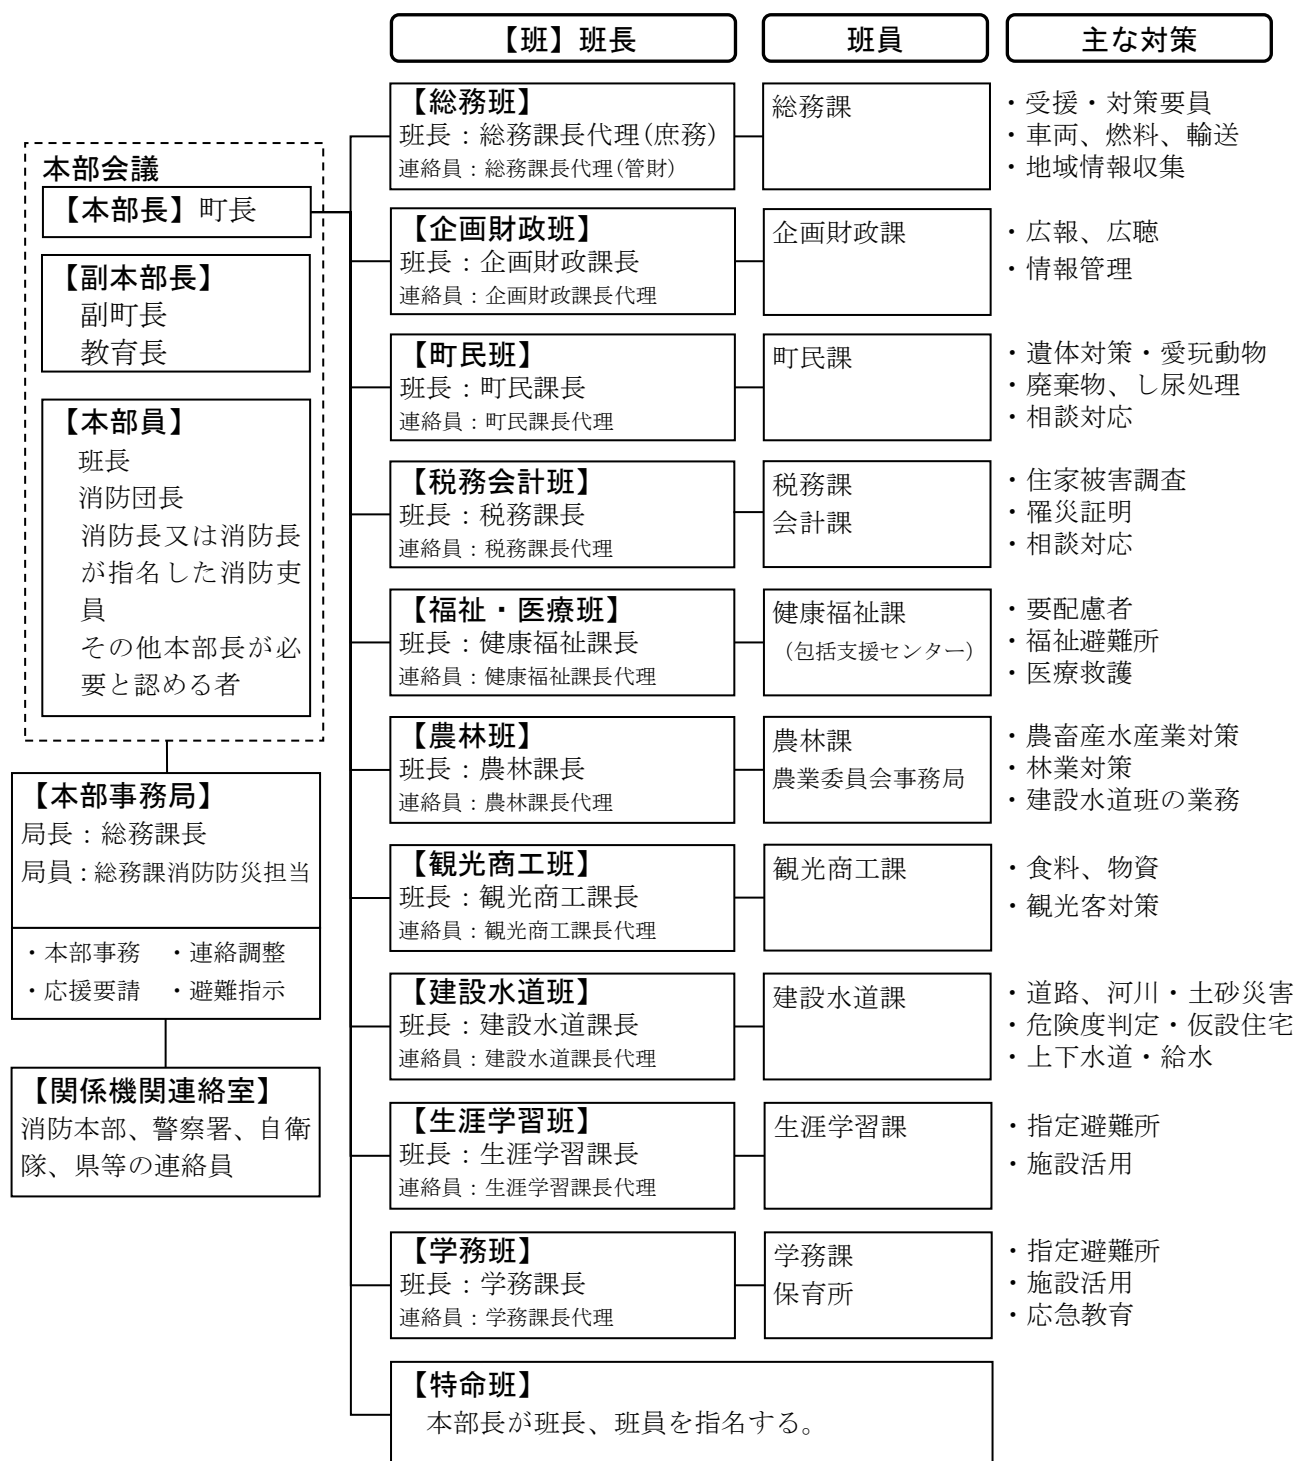 【班】班長
班員
主な対策
本部会議
【本部長】町長
【副本部長】
副町長
教育長
【本部員】
班長
消防団長
消防長又は消防長
が指名した消防吏
員
その他本部長が必
要と認める者
【本部事務局】
局長：総務課長
局員：総務課消防防災担当
・本部事務　・連絡調整
・応援要請　・避難指示
【関係機関連絡室】
消防本部、警察署、自衛
隊、県等の連絡員
【総務班】
班長：総務課長代理(庶務)
連絡員：総務課長代理(管財)
総務課
・受援・対策要員
・車両、燃料、輸送
・地域情報収集
【企画財政班】
班長：企画財政課長
連絡員：企画財政課長代理
企画財政課
・広報、広聴
・情報管理
【町民班】
班長：町民課長
連絡員：町民課長代理
町民課
・遺体対策・愛玩動物
・廃棄物、し尿処理
・相談対応
【税務会計班】
班長：税務課長
連絡員：税務課長代理
税務課
会計課
・住家被害調査
・罹災証明
・相談対応
【福祉・医療班】
班長：健康福祉課長
連絡員：健康福祉課長代理
健康福祉課
（包括支援センター）
・要配慮者
・福祉避難所
・医療救護
【農林班】
班長：農林課長
連絡員：農林課長代理
農林課
農業委員会事務局
・農畜産水産業対策
・林業対策
・建設水道班の業務
【観光商工班】
班長：観光商工課長
連絡員：観光商工課長代理
観光商工課
・食料、物資
・観光客対策
【建設水道班】
班長：建設水道課長
連絡員：建設水道課長代理
建設水道課
・道路、河川・土砂災害
・危険度判定・仮設住宅
・上下水道・給水
【生涯学習班】
班長：生涯学習課長
連絡員：生涯学習課長代理
生涯学習課
・指定避難所
・施設活用
【学務班】
班長：学務課長
連絡員：学務課長代理
学務課
保育所
・指定避難所
・施設活用
・応急教育
【特命班】
本部長が班長、班員を指名する。